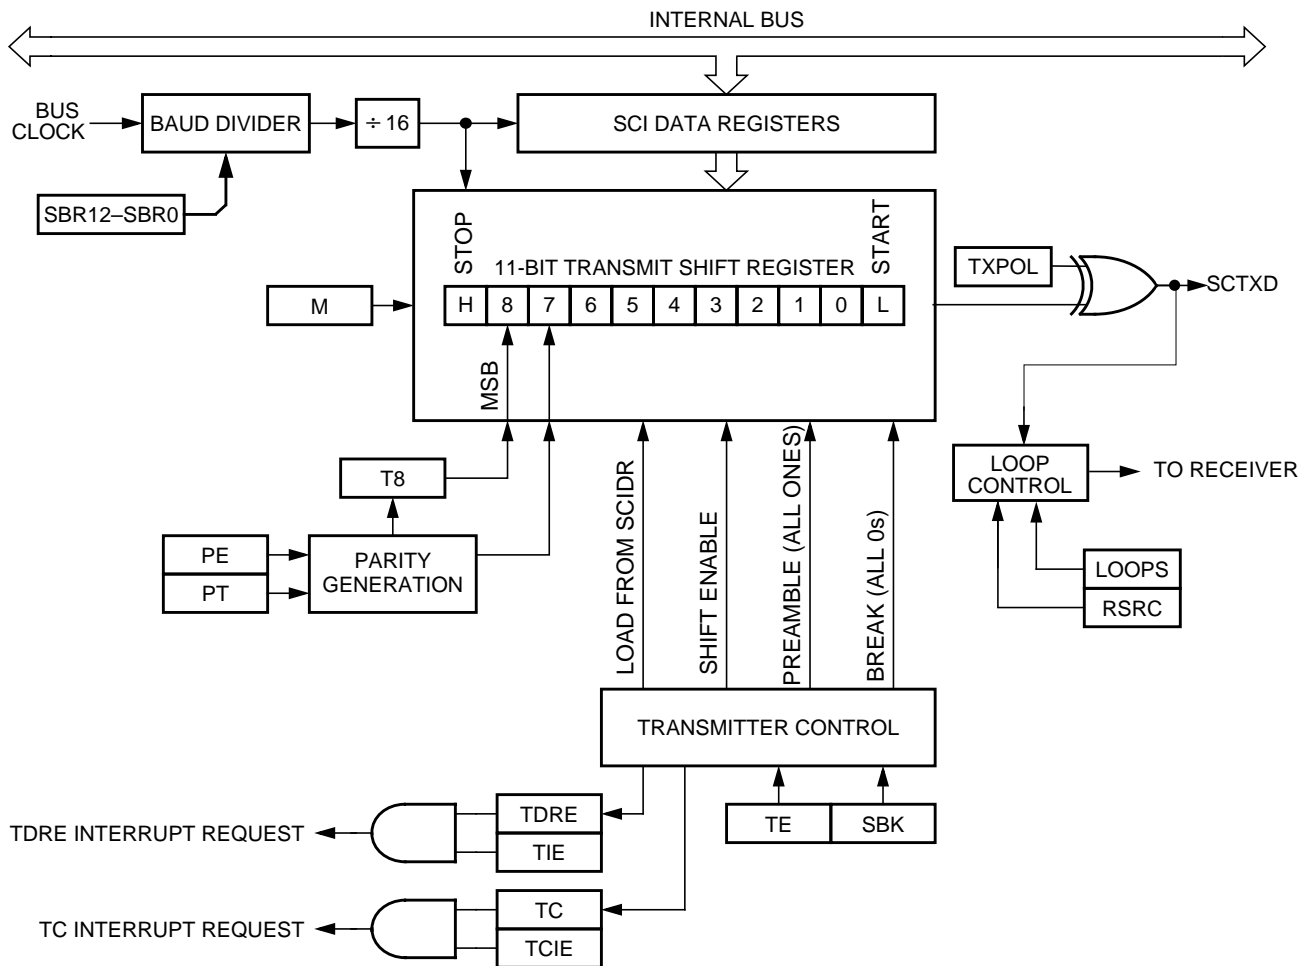 INTERNAL BUS
BUS
CLOCK
BAUD DIVIDER
÷ 16
SCI DATA REGISTERS
SBR12–SBR0
STOP
START
11-BIT TRANSMIT SHIFT REGISTER
H 8 7 6 5 4 3 2 1 0 L
M
TXPOL
SCTXD
MSB
T8
PE
PT
PARITY
GENERATION
LOAD FROM SCIDR
SHIFT ENABLE
PREAMBLE (ALL ONES)
BREAK (ALL 0s)
LOOP
CONTROL
TO RECEIVER
LOOPS
RSRC
TRANSMITTER CONTROL
TE
SBK
TDRE INTERRUPT REQUEST
TDRE
TIE
TC INTERRUPT REQUEST
TC
TCIE